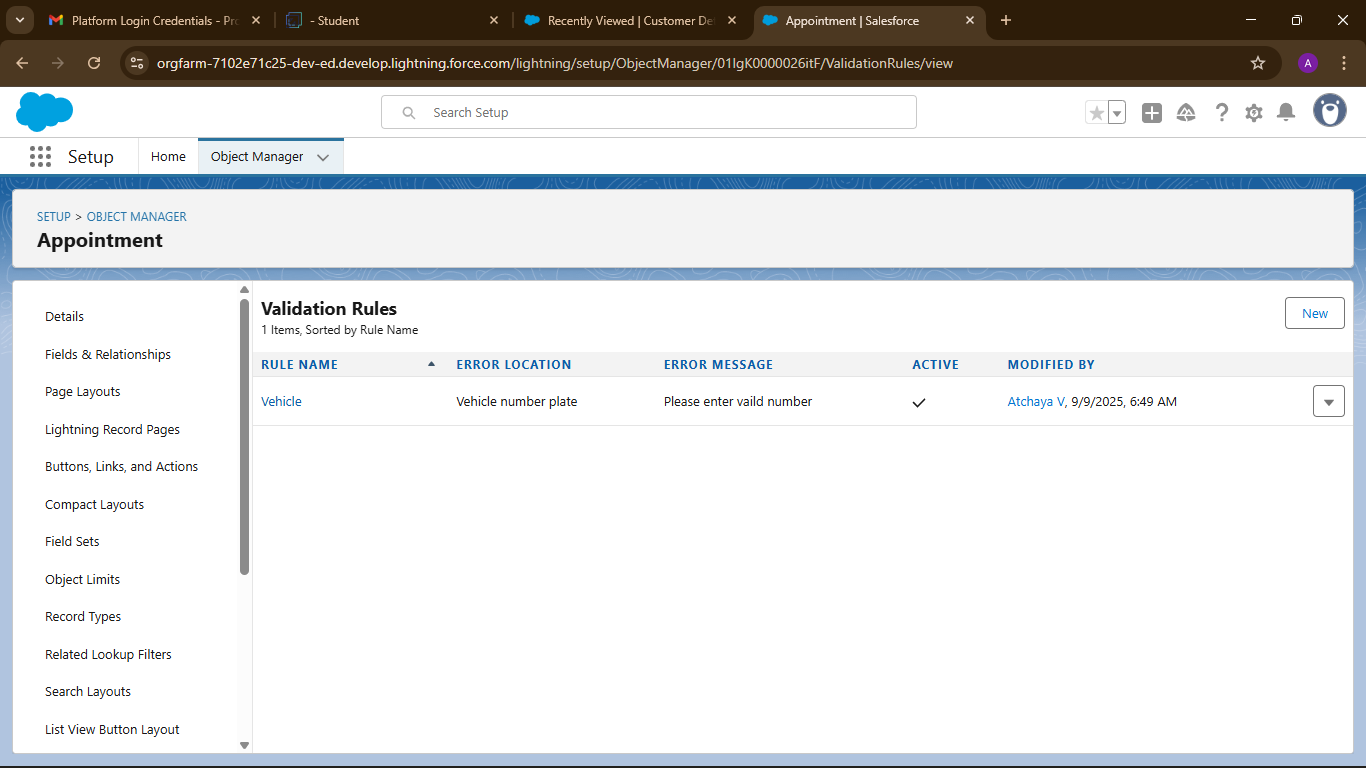 Platform Login Credentials - Pro
- Student
Recently Viewed | Customer Det
Appointment | Salesforce
orgfarm-7102e71c25-dev-ed.develop.lightning.force.com/lightning/setup/ObjectManager/01IgK0000026itF/ValidationRules/view
A
Search Setup
Setup
Home
Object Manager
SETUP > OBJECT MANAGER
Appointment
Details
Fields & Relationships
Page Layouts
Lightning Record Pages
Buttons, Links, and Actions
Compact Layouts
Field Sets
Object Limits
Record Types
Related Lookup Filters
Search Layouts
List View Button Layout
Validation Rules
1 Items, Sorted by Rule Name
New
RULE NAME ERROR LOCATION ERROR MESSAGE ACTIVE MODIFIED BY
Vehicle Vehicle number plate Please enter vaild number Atchaya V, 9/9/2025, 6:49 AM